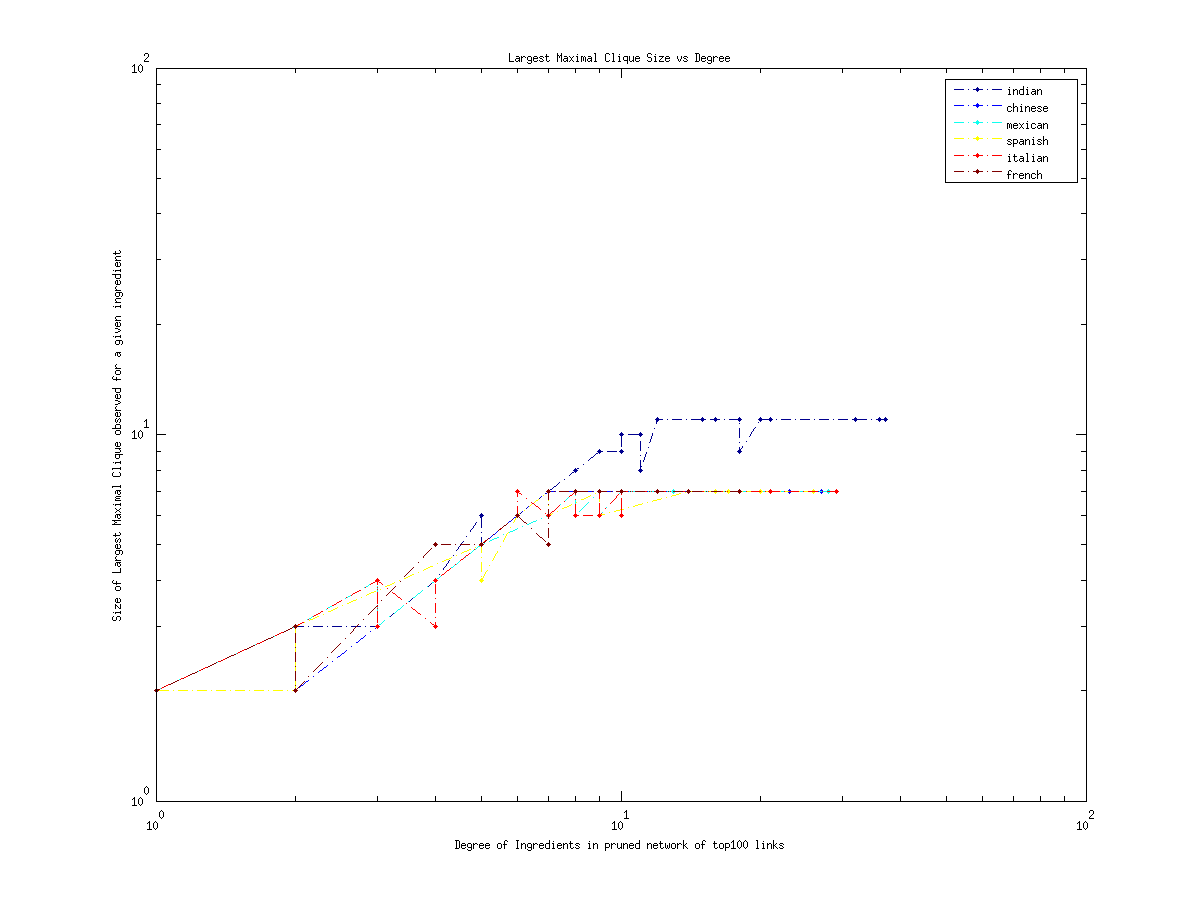 Largest Maximal Clique Size vs Degree
10^2
indian
chinese
mexican
spanish
italian
french
Size of Largest Maximal Clique observed for a given ingredient
10^1
10^0
10^0
10^1
10^2
Degree of Ingredients in pruned network of top100 links